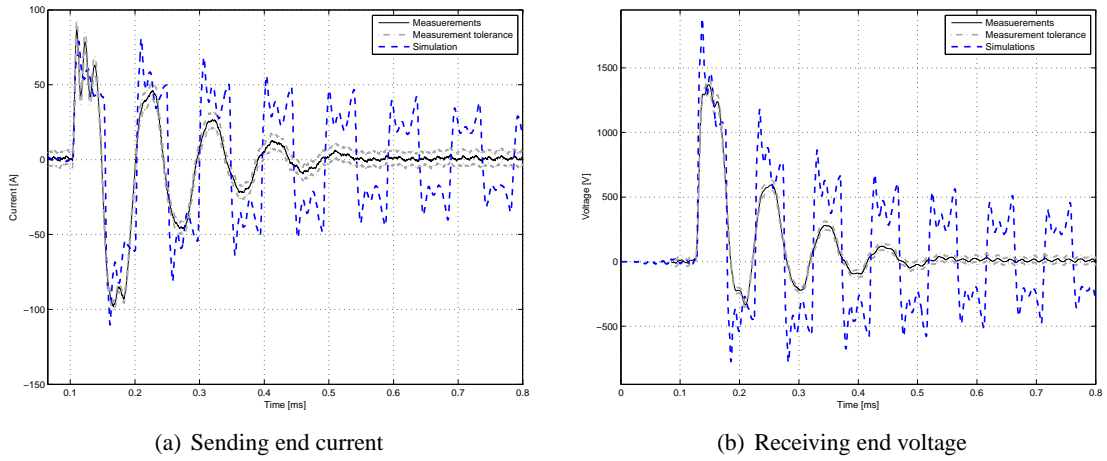 100
50
0
−50
−100
−150
0.1
0.2
0.3
0.4
0.5
0.6
0.7
0.8
Time [ms]
Current [A]
Measuerements
Measurement tolerance
Simulation
(a) Sending end current
1500
1000
500
0
−500
0
0.1
0.2
0.3
0.4
0.5
0.6
0.7
0.8
Time [ms]
Voltage [V]
Measurements
Measurement tolerance
Simulations
(b) Receiving end voltage